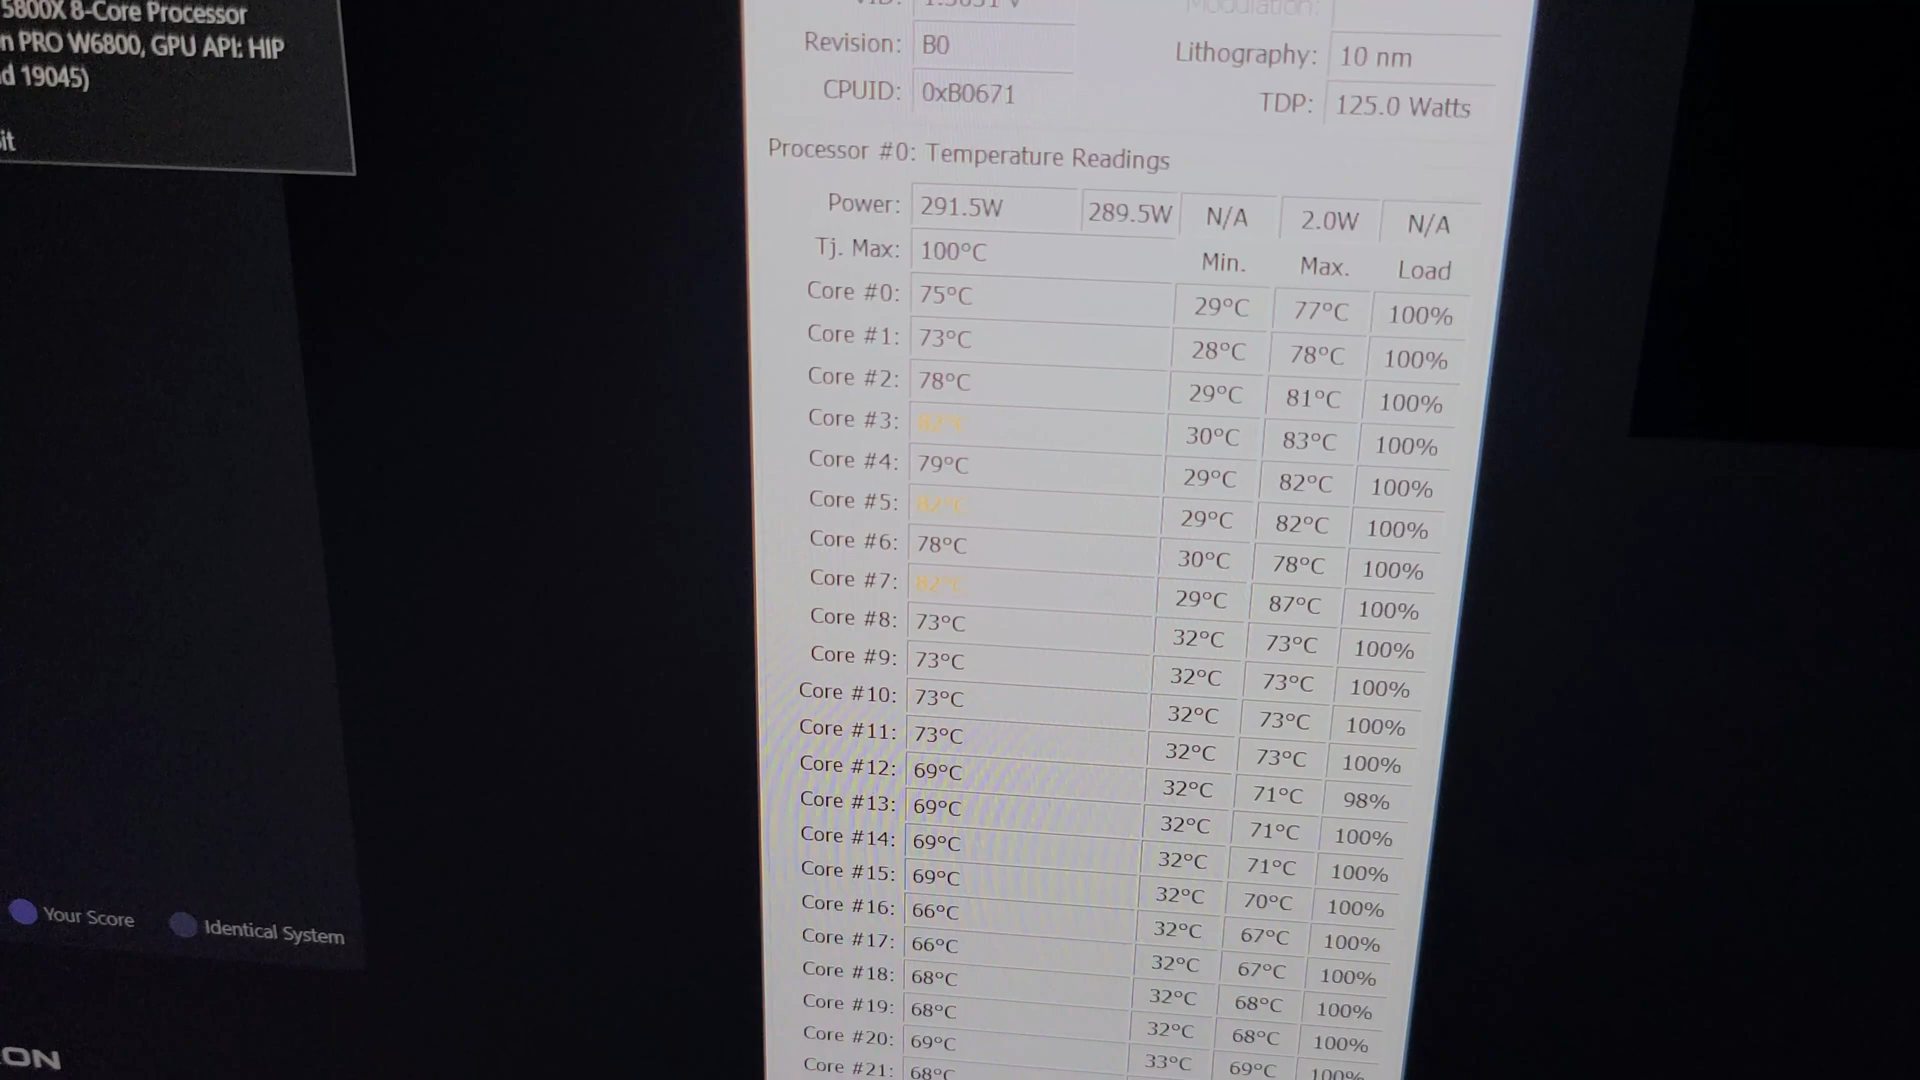 5800X 8-Core Processor
n PRO W6800, GPU API: HIP
d 19045)
it
Your Score
Identical System
ON
VID:
Modulation:
Revision: B0
Lithography: 10 nm
CPUID: 0xB0671
TDP: 125.0 Watts
Processor #0: Temperature Readings
Power: 291.5W 289.5W N/A 2.0W N/A
Tj. Max: 100°C Min. Max. Load
Core #0: 75°C 29°C 77°C 100%
Core #1: 73°C 28°C 78°C 100%
Core #2: 78°C 29°C 81°C 100%
Core #3: 82°C 30°C 83°C 100%
Core #4: 79°C 29°C 82°C 100%
Core #5: 82°C 29°C 82°C 100%
Core #6: 78°C 30°C 78°C 100%
Core #7: 82°C 29°C 87°C 100%
Core #8: 73°C 32°C 73°C 100%
Core #9: 73°C 32°C 73°C 100%
Core #10: 73°C 32°C 73°C 100%
Core #11: 73°C 32°C 73°C 100%
Core #12: 69°C 32°C 71°C 98%
Core #13: 69°C 32°C 71°C 100%
Core #14: 69°C 32°C 71°C 100%
Core #15: 69°C 32°C 70°C 100%
Core #16: 66°C 32°C 67°C 100%
Core #17: 66°C 32°C 67°C 100%
Core #18: 68°C 32°C 68°C 100%
Core #19: 68°C 32°C 68°C 100%
Core #20: 69°C 33°C 69°C 100%
Core #21: 68°C